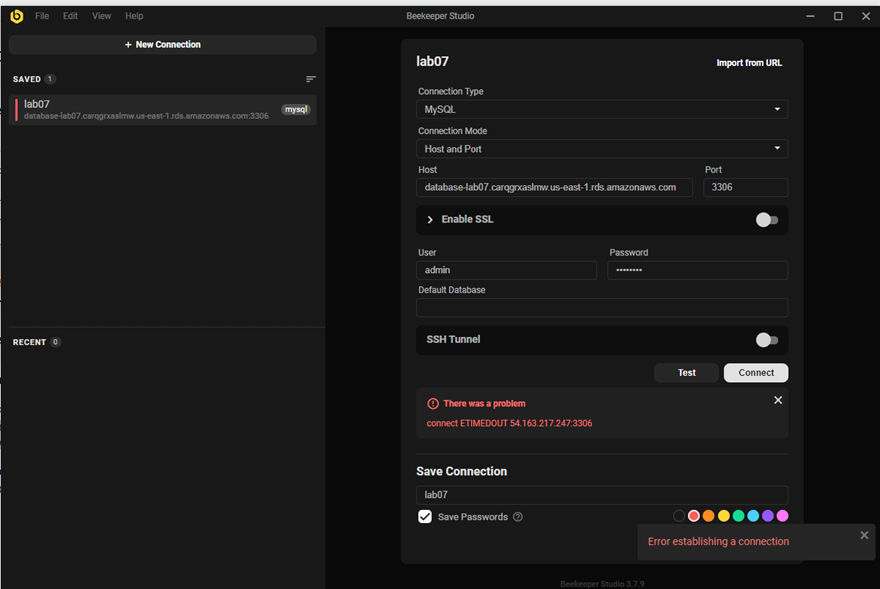 File Edit View Help
Beekeeper Studio
+ New Connection
SAVED 1
lab07
database-lab07.carqgrxaslmw.us-east-1.rds.amazonaws.com:3306
mysql
RECENT 0
lab07
Import from URL
Connection Type
MySQL
Connection Mode
Host and Port
Host Port
database-lab07.carqgrxaslmw.us-east-1.rds.amazonaws.com 3306
Enable SSL
User Password
admin ••••••••
Default Database
SSH Tunnel
Test Connect
There was a problem
connect ETIMEDOUT 54.163.217.247:3306
Save Connection
lab07
Save Passwords
Error establishing a connection
Beekeeper Studio 3.7.9